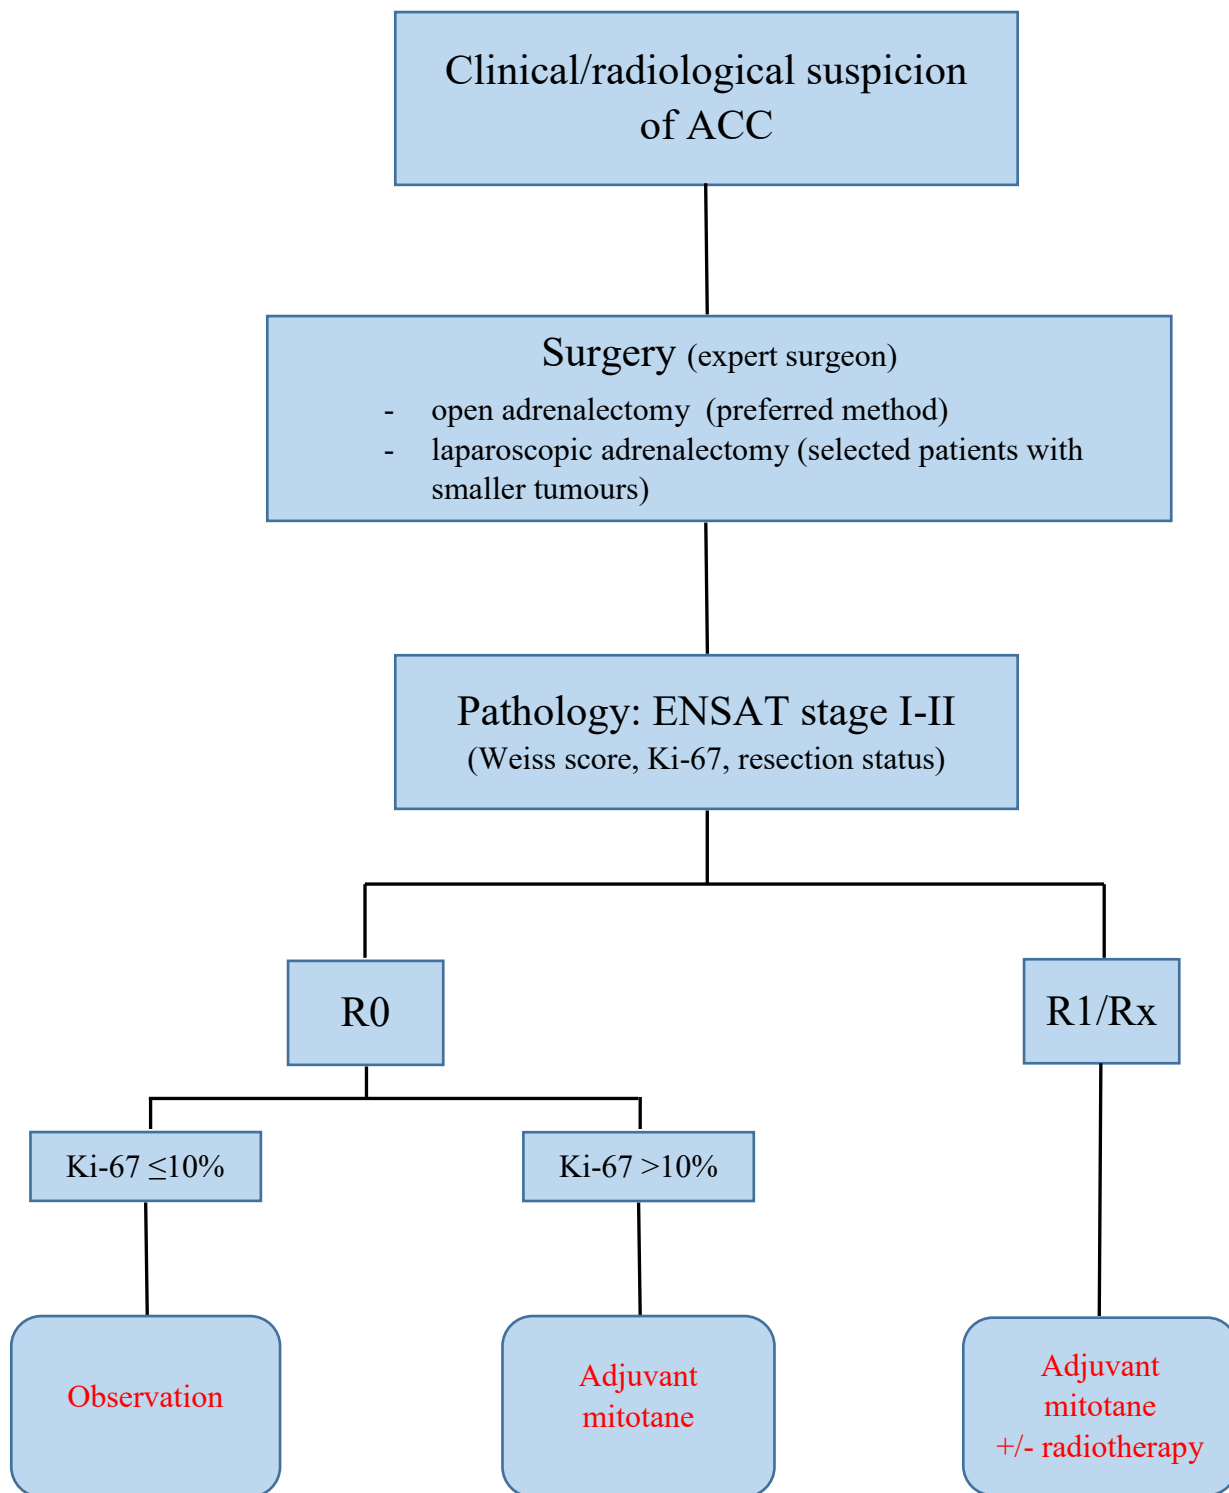 Clinical/radiological suspicion
of ACC
Surgery (expert surgeon)
- open adrenalectomy (preferred method)
- laparoscopic adrenalectomy (selected patients with
smaller tumours)
Pathology: ENSAT stage I-II
(Weiss score, Ki-67, resection status)
R0
R1/Rx
Ki-67 ≤10%
Ki-67 >10%
Observation
Adjuvant
mitotane
Adjuvant
mitotane
+/- radiotherapy